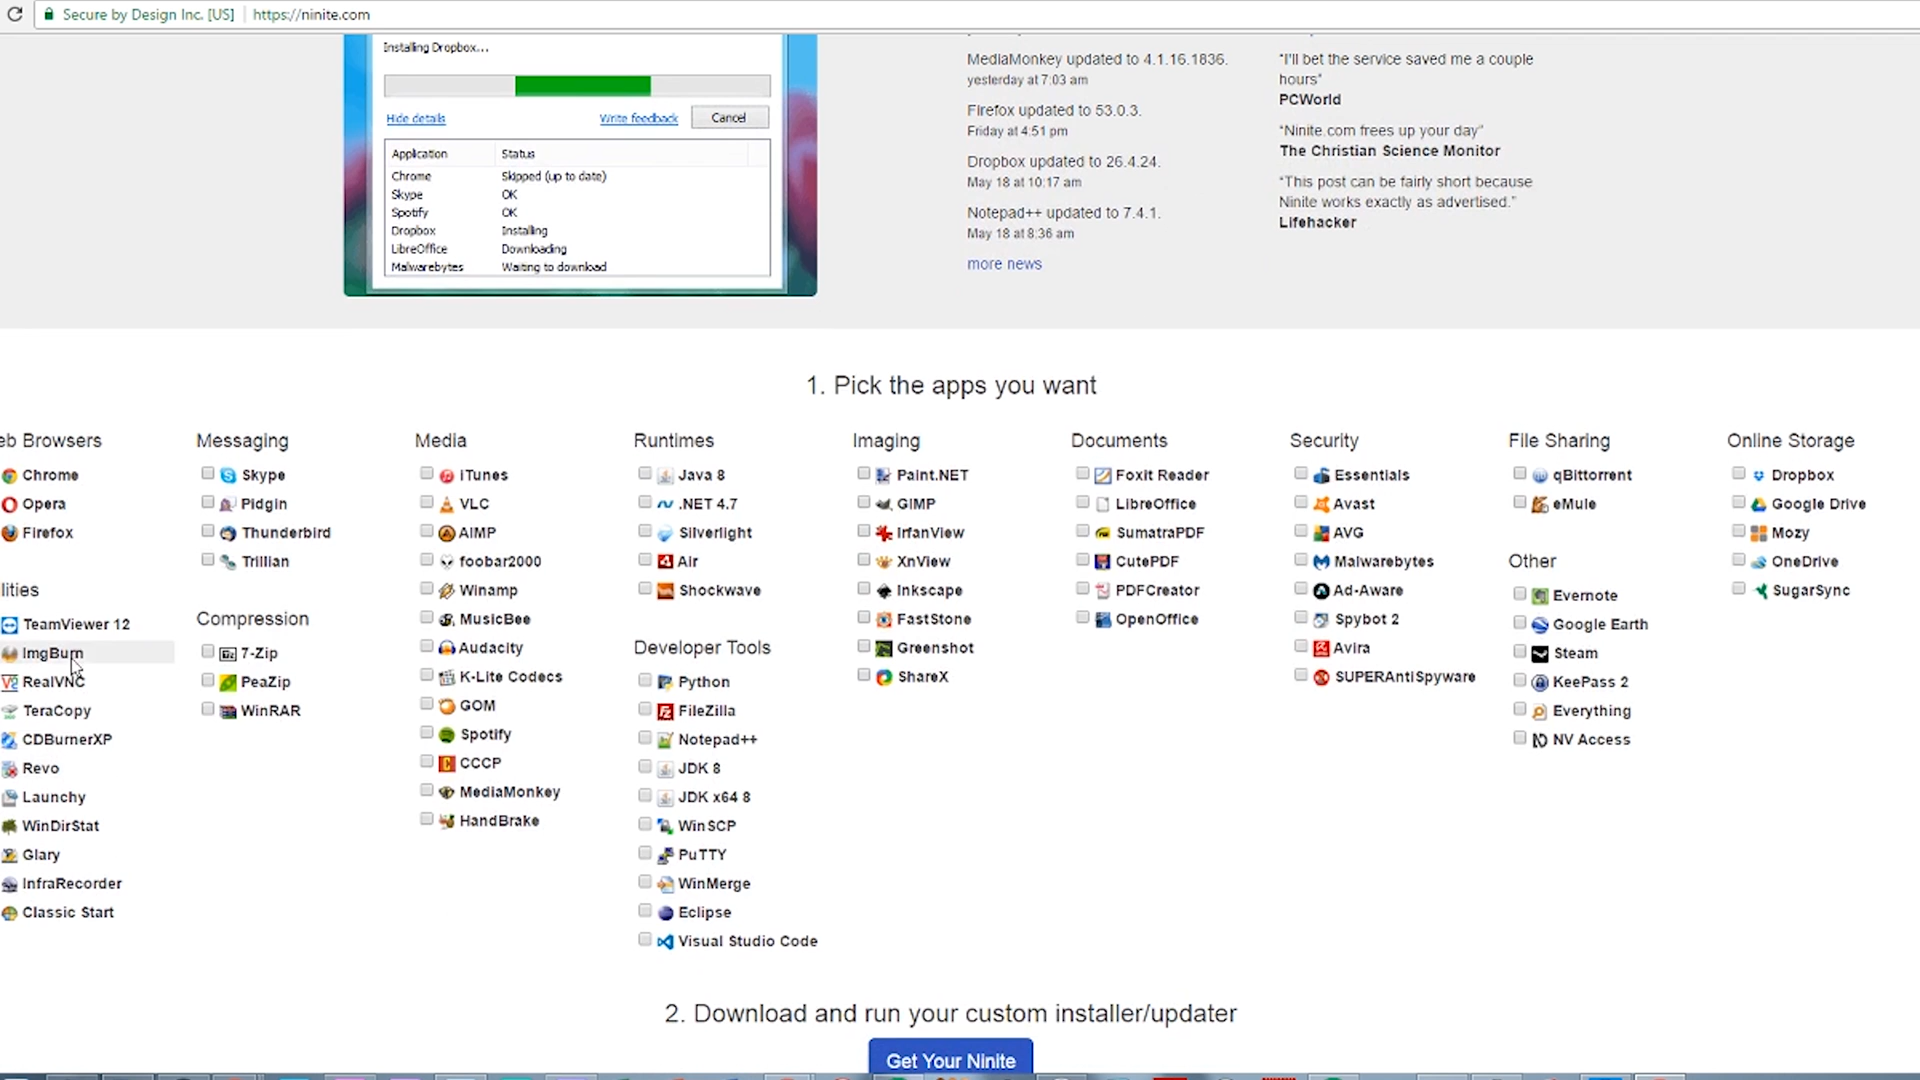 Secure by Design Inc. [US] https://ninite.com
Installing Dropbox...
Hide details
Write feedback
Cancel
Application Status
Chrome Skipped (up to date)
Skype OK
Spotify OK
Dropbox Installing
LibreOffice Downloading
Malwarebytes Waiting to download
MediaMonkey updated to 4.1.16.1836.
yesterday at 7:03 am
Firefox updated to 53.0.3.
Friday at 4:51 pm
Dropbox updated to 26.4.24.
May 18 at 10:17 am
Notepad++ updated to 7.4.1.
May 18 at 8:36 am
more news
"I'll bet the service saved me a couple
hours"
PCWorld
"Ninite.com frees up your day"
The Christian Science Monitor
"This post can be fairly short because
Ninite works exactly as advertised."
Lifehacker
1. Pick the apps you want
eb Browsers
Chrome
Opera
Firefox
lities
TeamViewer 12
ImgBurn
RealVNC
TeraCopy
CDBurnerXP
Revo
Launchy
WinDirStat
Glary
InfraRecorder
Classic Start
Messaging
Skype
Pidgin
Thunderbird
Trillian
Compression
7-Zip
PeaZip
WinRAR
Media
iTunes
VLC
AIMP
foobar2000
Winamp
MusicBee
Audacity
K-Lite Codecs
GOM
Spotify
CCCP
MediaMonkey
HandBrake
Runtimes
Java 8
.NET 4.7
Silverlight
Air
Shockwave
Developer Tools
Python
FileZilla
Notepad++
JDK 8
JDK x64 8
WinSCP
PuTTY
WinMerge
Eclipse
Visual Studio Code
Imaging
Paint.NET
GIMP
IrfanView
XnView
Inkscape
FastStone
Greenshot
ShareX
Documents
Foxit Reader
LibreOffice
SumatraPDF
CutePDF
PDFCreator
OpenOffice
Security
Essentials
Avast
AVG
Malwarebytes
Ad-Aware
Spybot 2
Avira
SUPERAntiSpyware
File Sharing
qBittorrent
eMule
Other
Evernote
Google Earth
Steam
KeePass 2
Everything
NV Access
Online Storage
Dropbox
Google Drive
Mozy
OneDrive
SugarSync
2. Download and run your custom installer/updater
Get Your Ninite